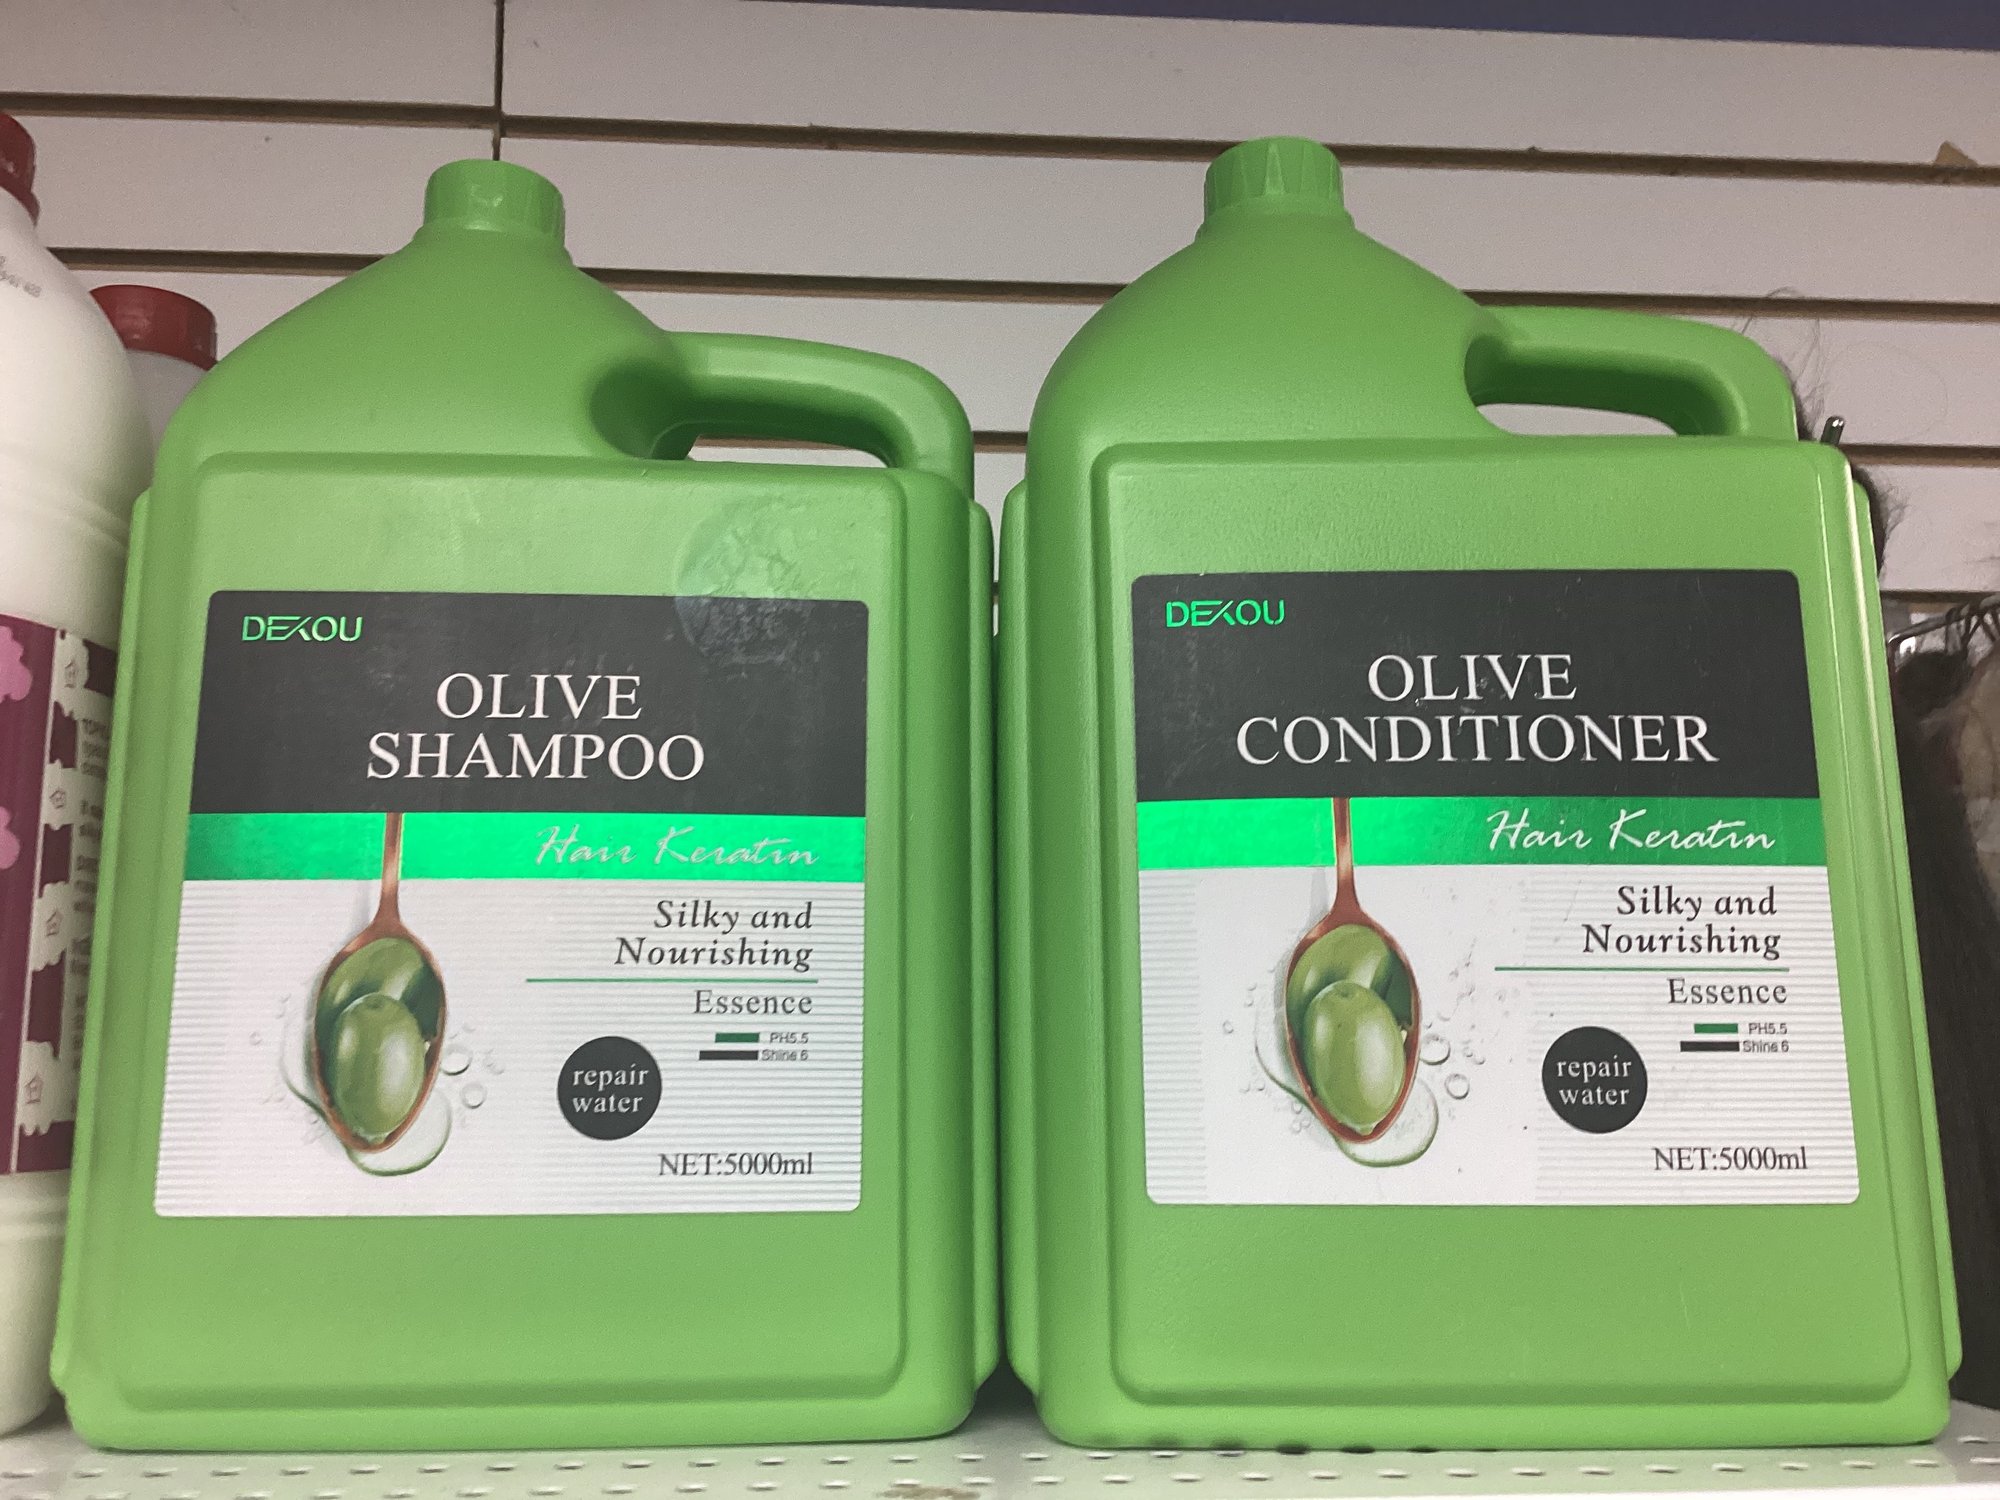 DEXOU
OLIVE
SHAMPOO
Hair Keratin
Silky and
Nourishing
Essence
PH5.5
Shine 6
repair
water
NET:5000ml
DEXOU
OLIVE
CONDITIONER
Hair Keratin
Silky and
Nourishing
Essence
PH5.5
Shine 6
repair
water
NET:5000ml